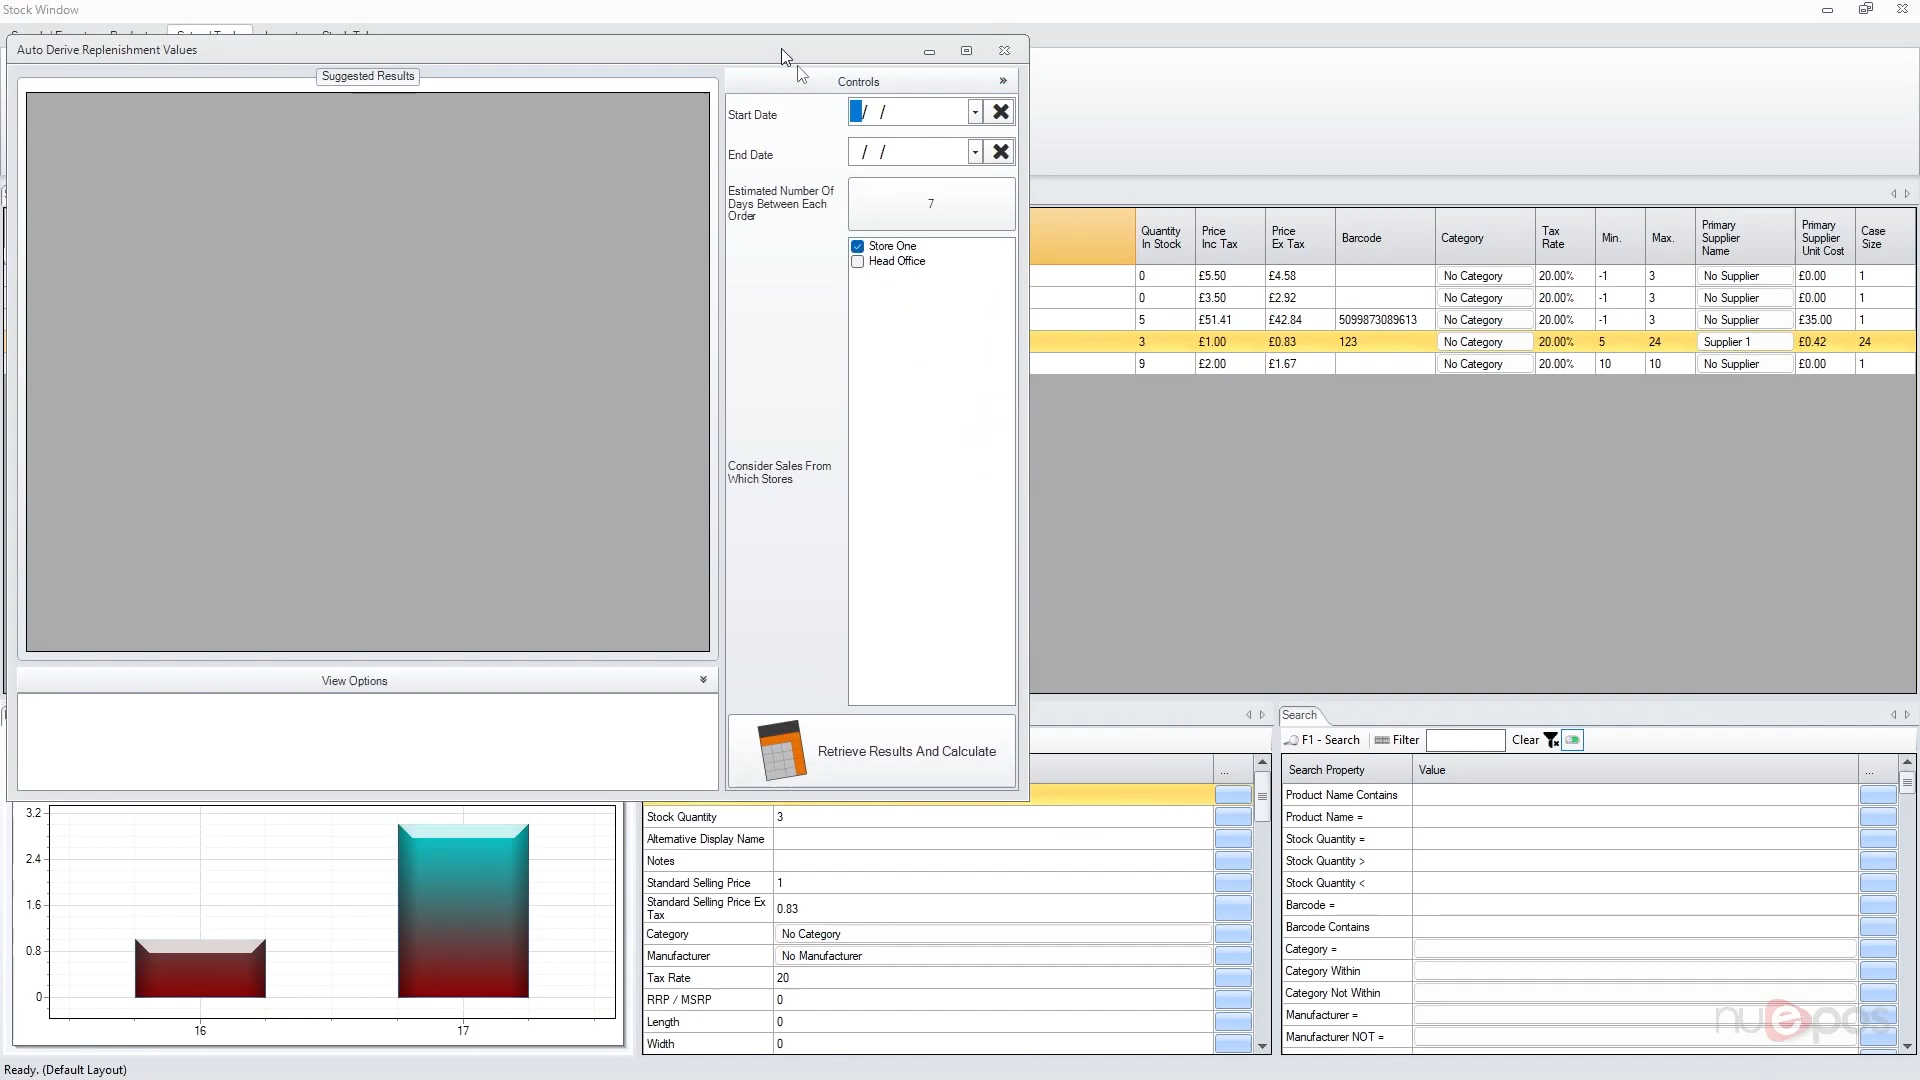 Stock Window
Auto Derive Replenishment Values
Suggested Results
Controls
Start Date
/ /
End Date
/ /
Estimated Number Of
Days Between Each
Order
7
Store One
Head Office
Consider Sales From
Which Stores
View Options
Retrieve Results And Calculate
Quantity In Stock
Price Inc Tax
Price Ex Tax
Barcode
Category
Tax Rate
Min.
Max.
Primary Supplier Name
Primary Supplier Unit Cost
Case Size
0 £5.50 £4.58 No Category 20.00% -1 3 No Supplier £0.00 1
0 £3.50 £2.92 No Category 20.00% -1 3 No Supplier £0.00 1
5 £51.41 £42.84 5099873089613 No Category 20.00% -1 3 No Supplier £35.00 1
3 £1.00 £0.83 123 No Category 20.00% 5 24 Supplier 1 £0.42 24
9 £2.00 £1.67 No Category 20.00% 10 10 No Supplier £0.00 1
3.2
2.4
1.6
0.8
0
16 17
...
Stock Quantity 3
Alternative Display Name
Notes
Standard Selling Price 1
Standard Selling Price Ex
Tax 0.83
Category No Category
Manufacturer No Manufacturer
Tax Rate 20
RRP / MSRP 0
Length 0
Width 0
Search
F1 - Search Filter Clear
Search Property Value ...
Product Name Contains
Product Name =
Stock Quantity =
Stock Quantity >
Stock Quantity <
Barcode =
Barcode Contains
Category =
Category Within
Category Not Within
Manufacturer =
Manufacturer NOT =
nuepos
Ready. (Default Layout)